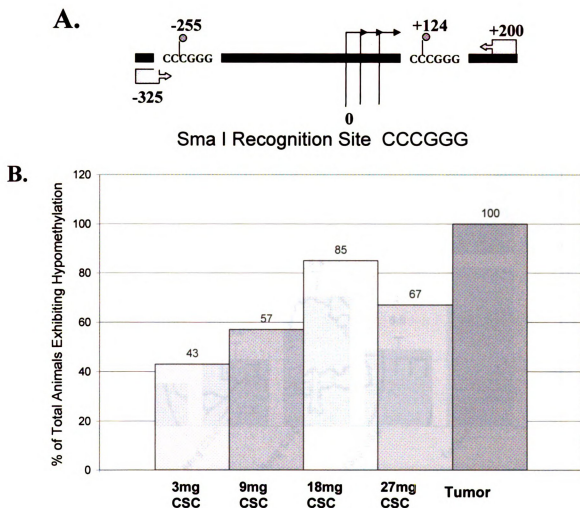 A.
-255
+124
+200
CCCGGG
CCCGGG
-325
0
Sma I Recognition Site CCCGGG
B.
% of Total Animals Exhibiting Hypomethylation
120
100
80
60
40
20
0
43
57
85
67
100
3mg CSC
9mg CSC
18mg CSC
27mg CSC
Tumor